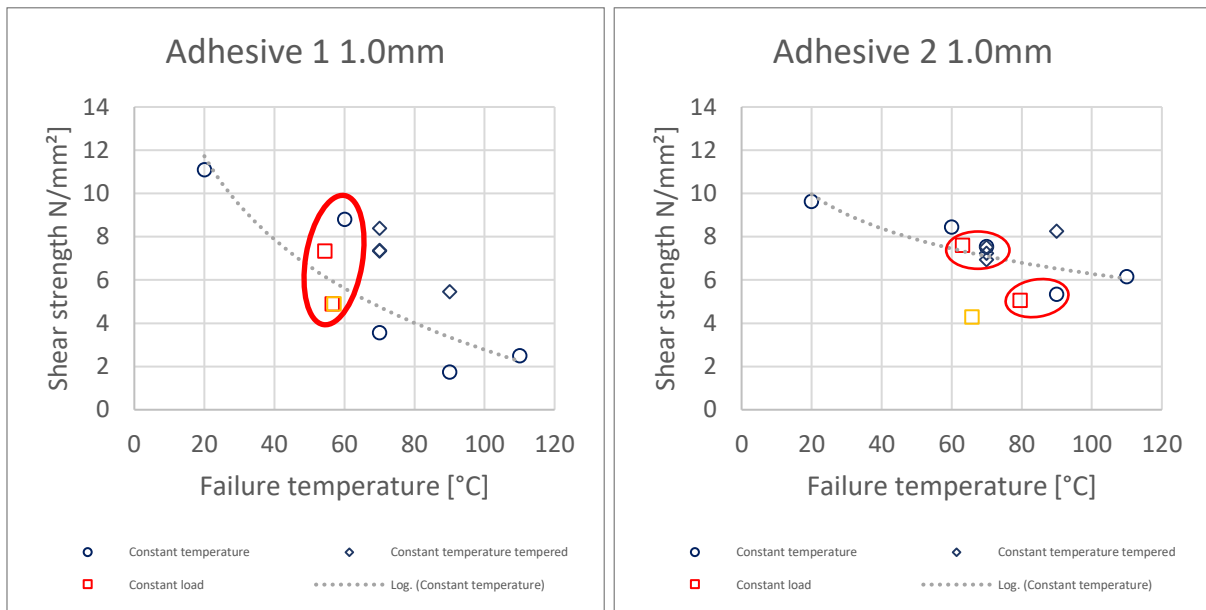 Adhesive 1 1.0mm
Shear strength N/mm²
14
12
10
8
6
4
2
0
0 20 40 60 80 100 120
Failure temperature [°C]
Constant temperature
Constant temperature tempered
Constant load
Log. (Constant temperature)
Adhesive 2 1.0mm
Shear strength N/mm²
14
12
10
8
6
4
2
0
0 20 40 60 80 100 120
Failure temperature [°C]
Constant temperature
Constant temperature tempered
Constant load
Log. (Constant temperature)